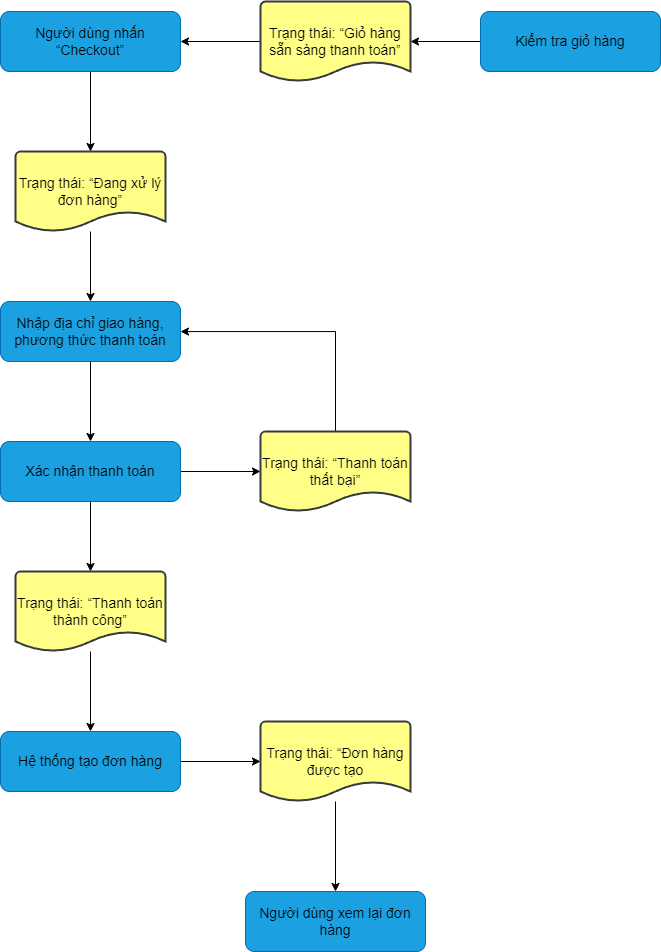 Người dùng nhấn
“Checkout”
Trạng thái: “Giỏ hàng
sẵn sàng thanh toán”
Kiểm tra giỏ hàng
Trạng thái: “Đang xử lý
đơn hàng”
Nhập địa chỉ giao hàng,
phương thức thanh toán
Xác nhận thanh toán
Trạng thái: “Thanh toán
thất bại”
Trạng thái: “Thanh toán
thành công”
Hệ thống tạo đơn hàng
Trạng thái: “Đơn hàng
được tạo
Người dùng xem lại đơn
hàng